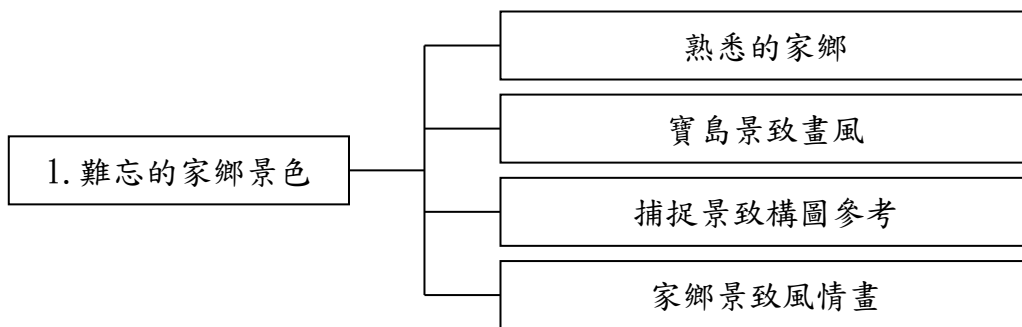 1.難忘的家鄉景色
熟悉的家鄉
寶島景致畫風
捕捉景致構圖參考
家鄉景致風情畫